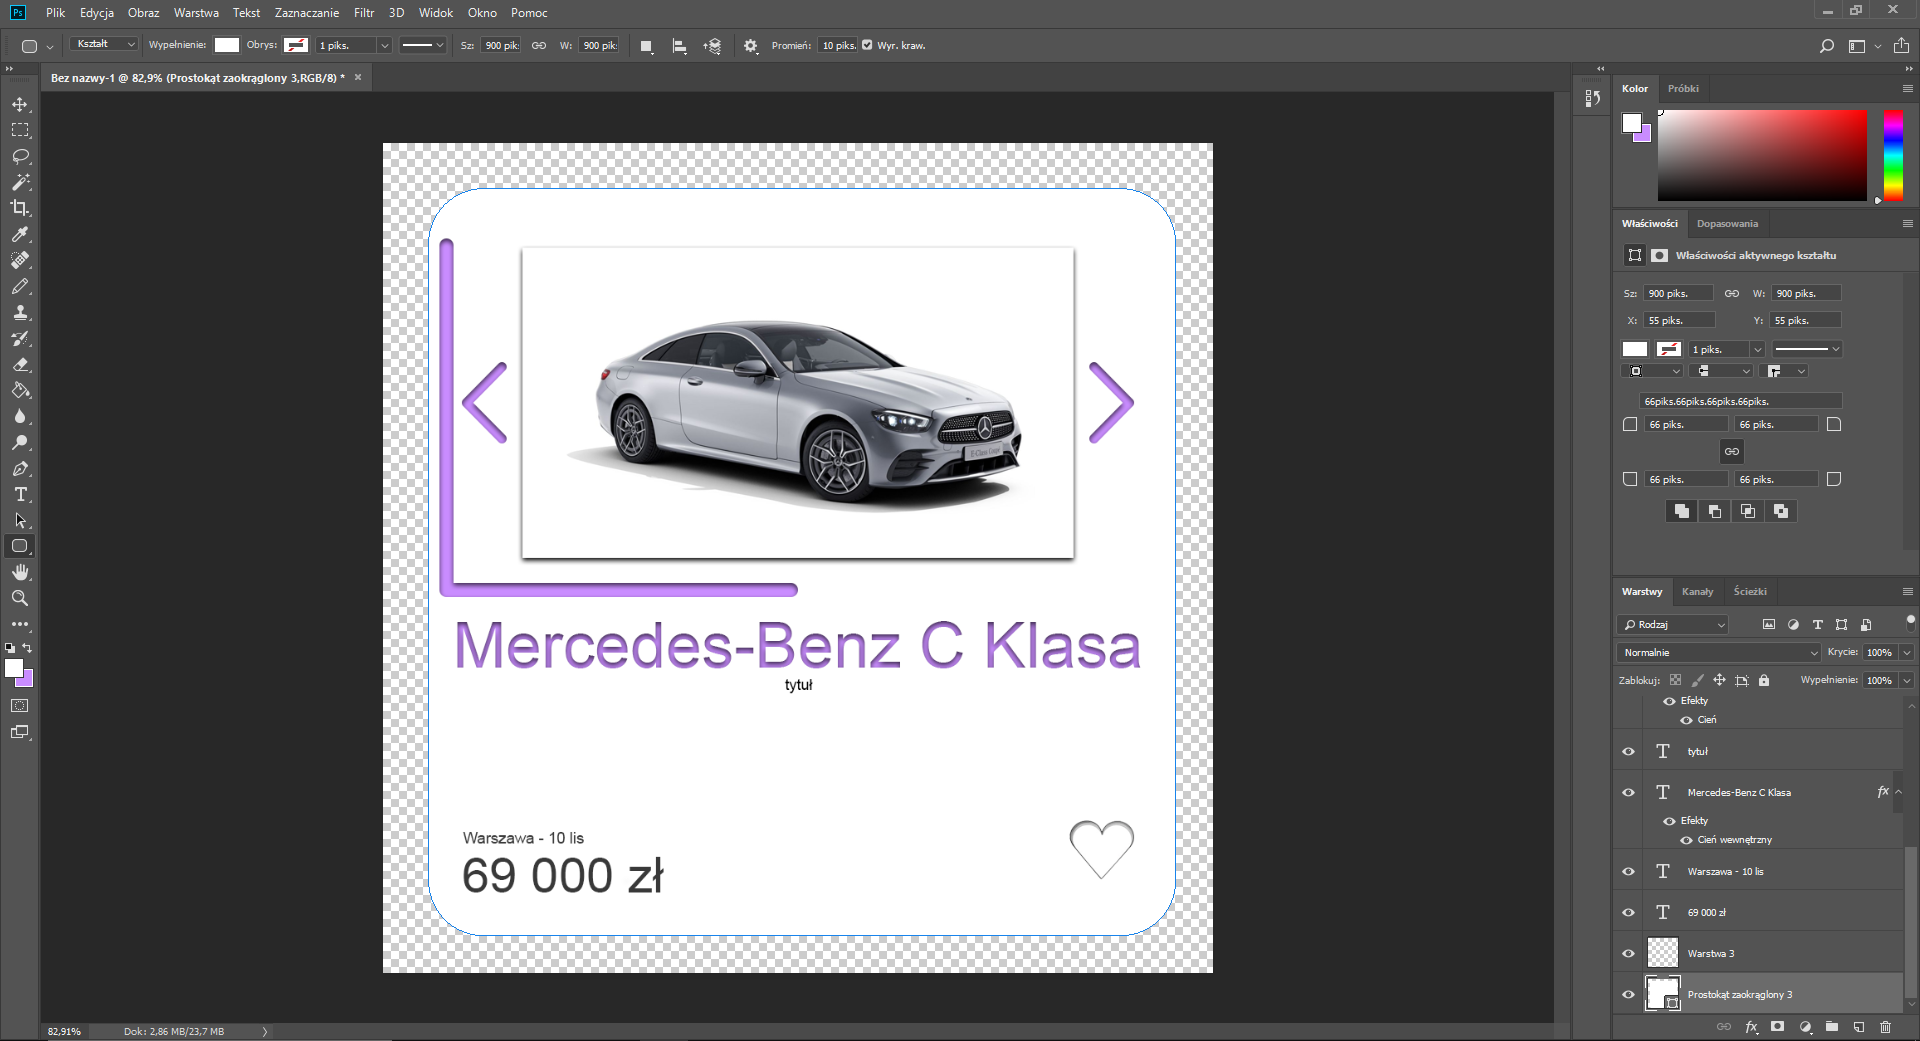 Ps Plik Edycja Obraz Warstwa Tekst Zaznaczanie Filtr 3D Widok Okno Pomoc
Kształt Wypełnienie: Obrys: 1 piks. Sz: 900 pik: W: 900 pik: Promień: 10 piks. Wyr. kraw.
Bez nazwy-1 @ 82,9% (Prostokąt zaokrąglony 3,RGB/8) * ×
Kolor Próbki
Właściwości Dopasowania
Właściwości aktywnego kształtu
Sz: 900 piks. W: 900 piks.
X: 55 piks. Y: 55 piks.
1 piks.
66piks.66piks.66piks.66piks.
66 piks. 66 piks.
66 piks. 66 piks.
E-Class Coupé
Mercedes-Benz C Klasa
tytuł
Warszawa - 10 lis
69 000 zł
Warstwy Kanały Ścieżki
Rodzaj
Normalnie Krycie: 100%
Zablokuj: Wypełnienie: 100%
Efekty
Cień
T tytuł
T Mercedes-Benz C Klasa fx
Efekty
Cień wewnętrzny
T Warszawa - 10 lis
T 69 000 zł
Warstwa 3
Prostokąt zaokrąglony 3
fx
82,91% Dok: 2,86 MB/23,7 MB